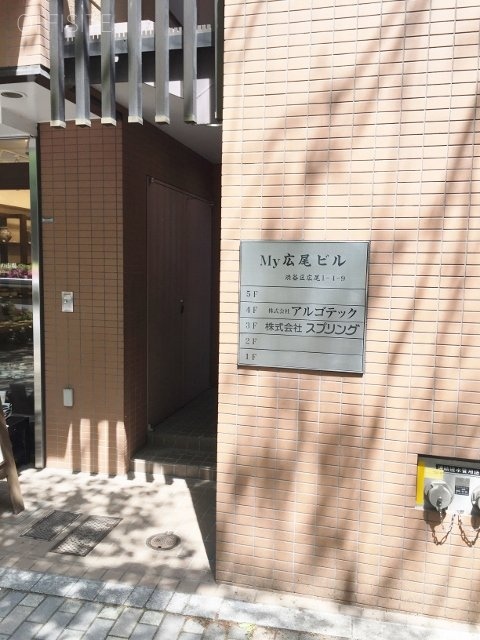 My広尾ビル
渋谷区広尾1-1-9
5F
4F 株式会社 アルゴテック
3F 株式会社 スプリング
2F
1F